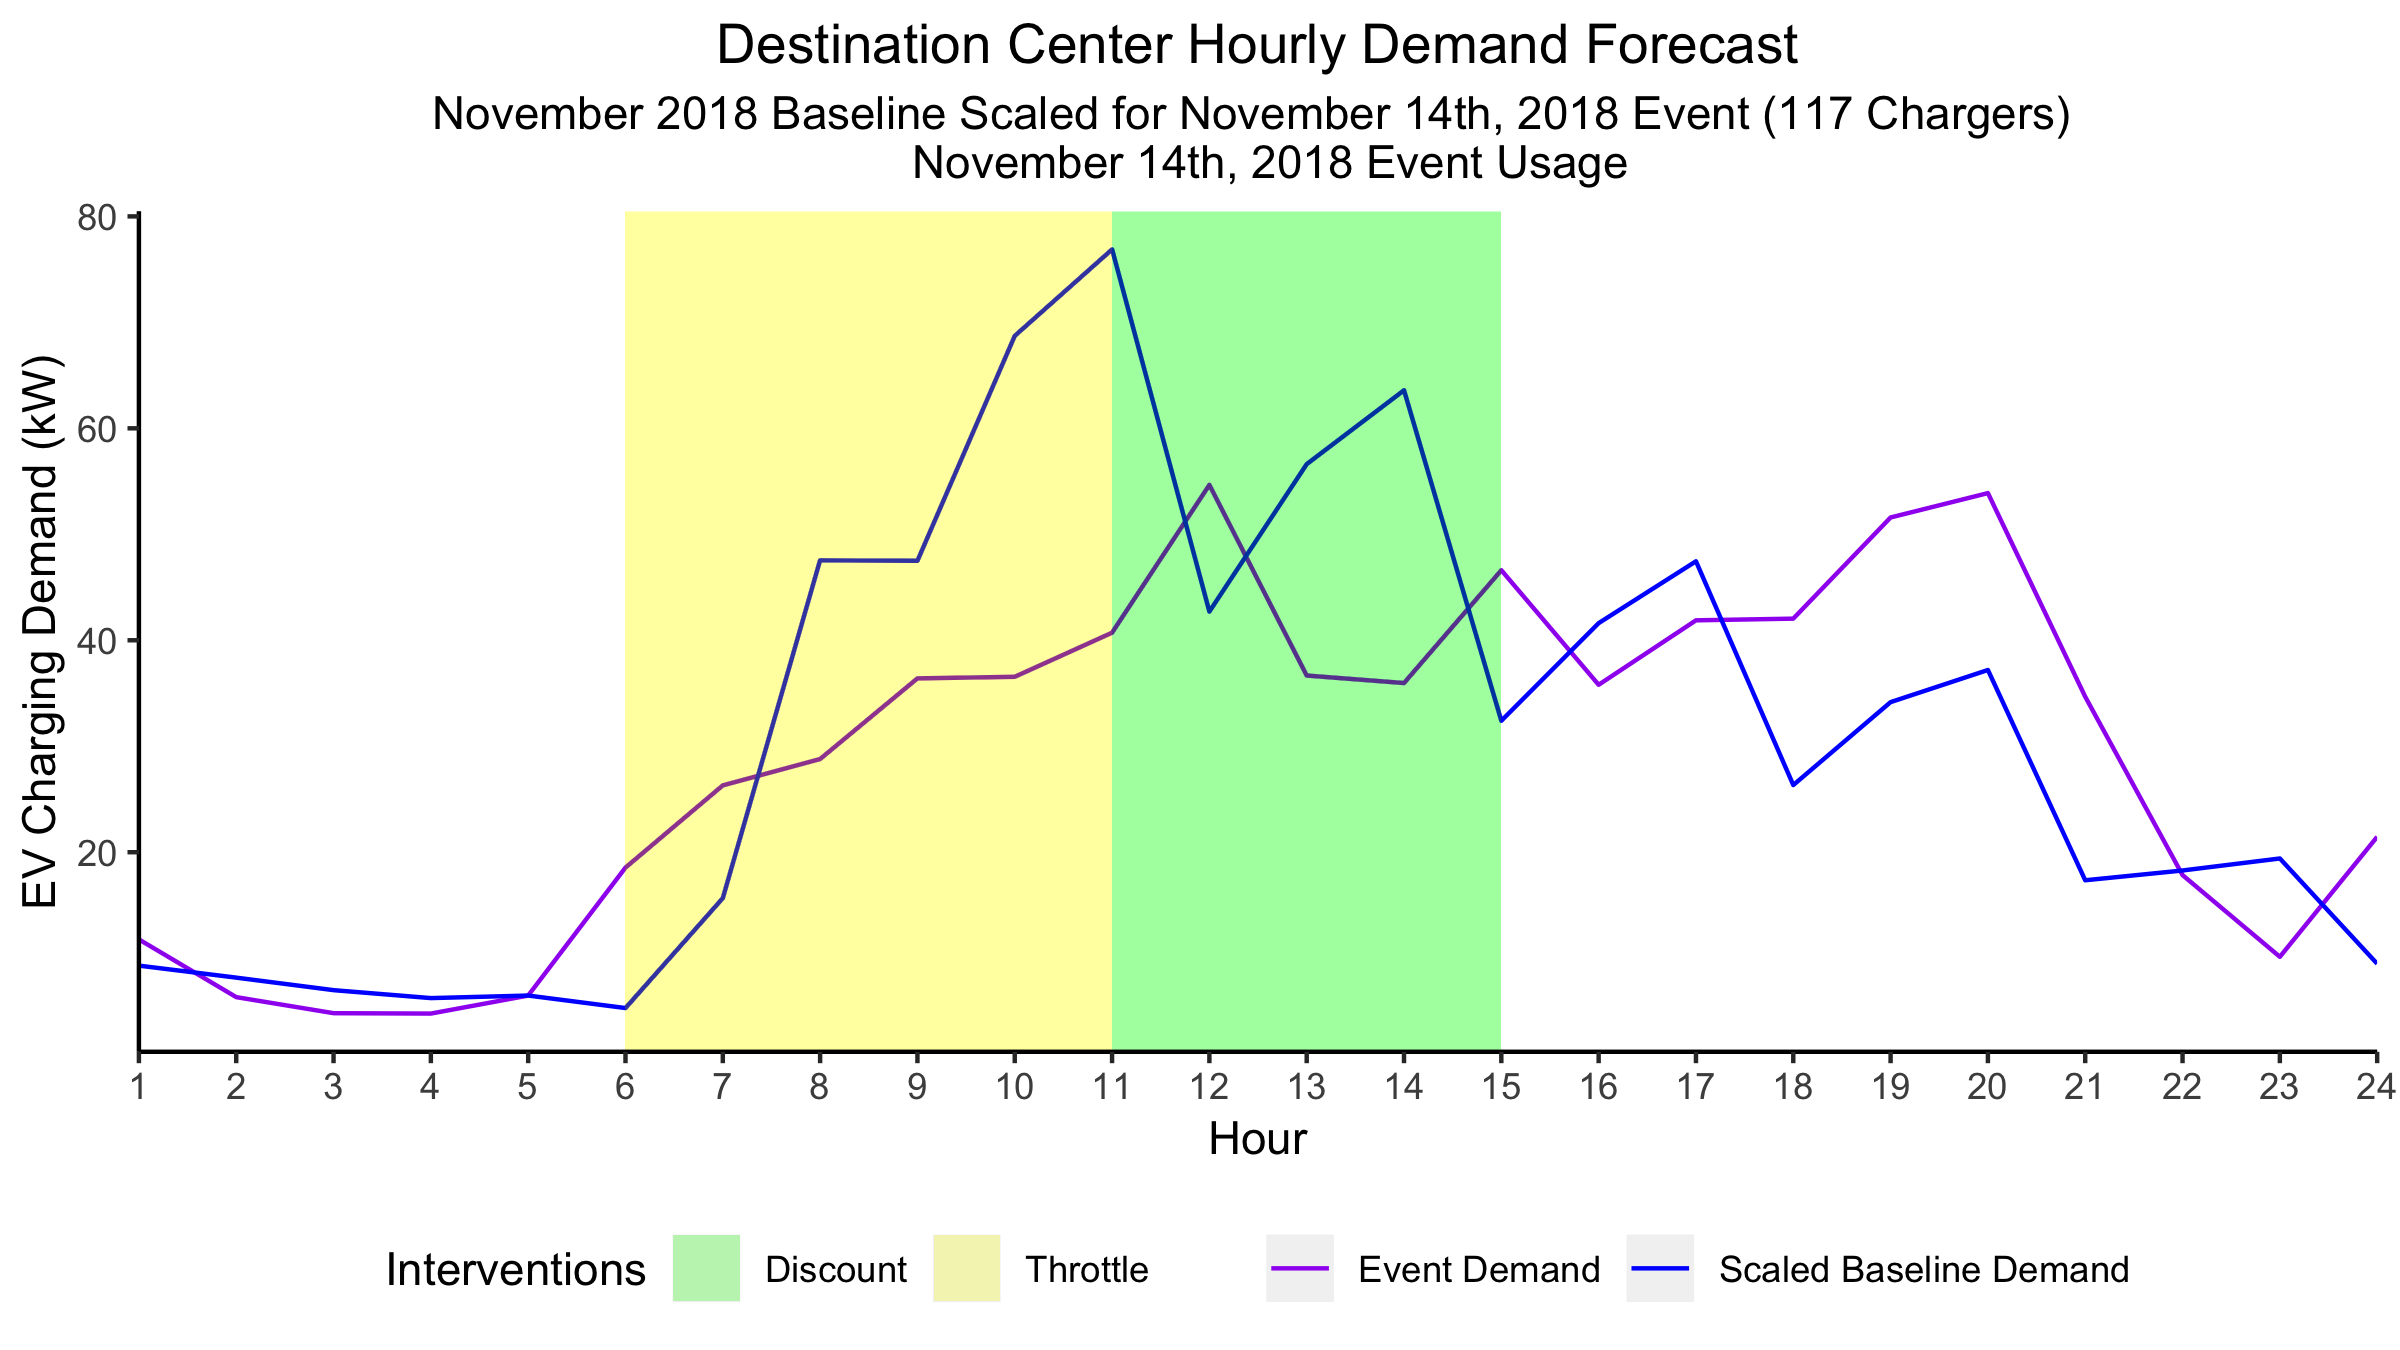 Destination Center Hourly Demand Forecast
November 2018 Baseline Scaled for November 14th, 2018 Event (117 Chargers)
November 14th, 2018 Event Usage
EV Charging Demand (kW)
80
60
40
20
1 2 3 4 5 6 7 8 9 10 11 12 13 14 15 16 17 18 19 20 21 22 23 24
Hour
Interventions Discount Throttle Event Demand Scaled Baseline Demand